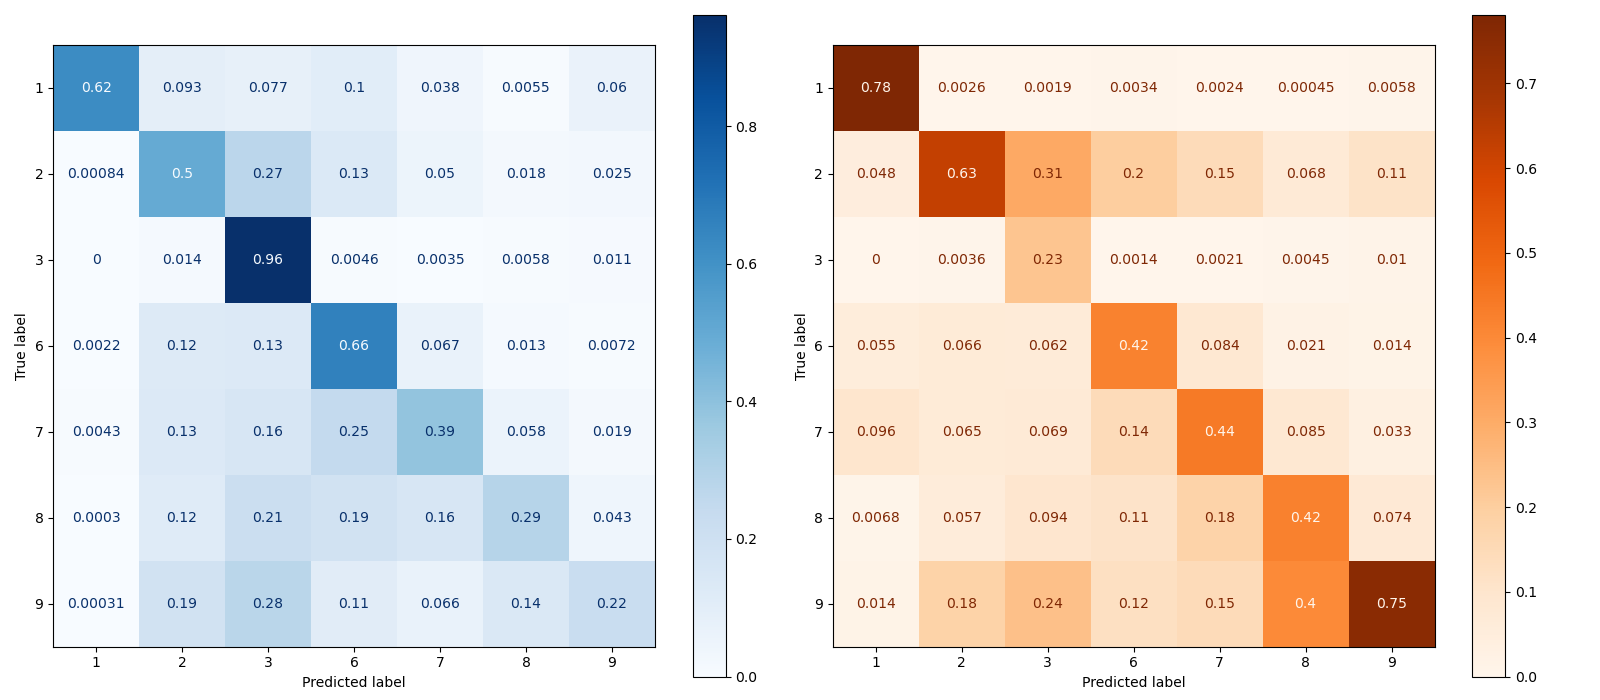 1 0.62 0.093 0.077 0.1 0.038 0.0055 0.06
2 0.00084 0.5 0.27 0.13 0.05 0.018 0.025
3 0 0.014 0.96 0.0046 0.0035 0.0058 0.011
6 0.0022 0.12 0.13 0.66 0.067 0.013 0.0072
7 0.0043 0.13 0.16 0.25 0.39 0.058 0.019
8 0.0003 0.12 0.21 0.19 0.16 0.29 0.043
9 0.00031 0.19 0.28 0.11 0.066 0.14 0.22
1 2 3 6 7 8 9
True label
Predicted label
0.8
0.6
0.4
0.2
0.0
1 0.78 0.0026 0.0019 0.0034 0.0024 0.00045 0.0058
2 0.048 0.63 0.31 0.2 0.15 0.068 0.11
3 0 0.0036 0.23 0.0014 0.0021 0.0045 0.01
6 0.055 0.066 0.062 0.42 0.084 0.021 0.014
7 0.096 0.065 0.069 0.14 0.44 0.085 0.033
8 0.0068 0.057 0.094 0.11 0.18 0.42 0.074
9 0.014 0.18 0.24 0.12 0.15 0.4 0.75
1 2 3 6 7 8 9
True label
Predicted label
0.7
0.6
0.5
0.4
0.3
0.2
0.1
0.0